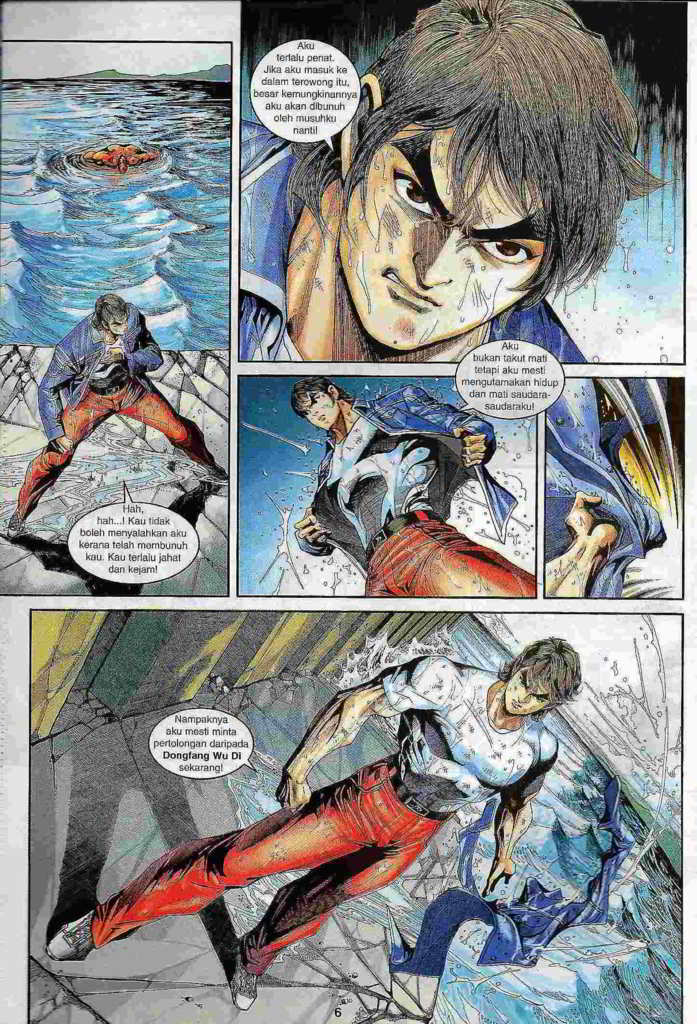 Hah,
hah...! Kau tidak
boleh menyalahkan aku
kerana telah membunuh
kau. Kau terlalu jahat
dan kejam!
Aku
terlalu penat.
Jika aku masuk ke
dalam terowong itu,
besar kemungkinannya
aku akan dibunuh
oleh musuhku
nanti!
Aku
bukan takut mati
tetapi aku mesti
mengutamakan hidup
dan mati saudara-
saudaraku!
Nampaknya
aku mesti minta
pertolongan daripada
Dongfang Wu Di
sekarang!
6